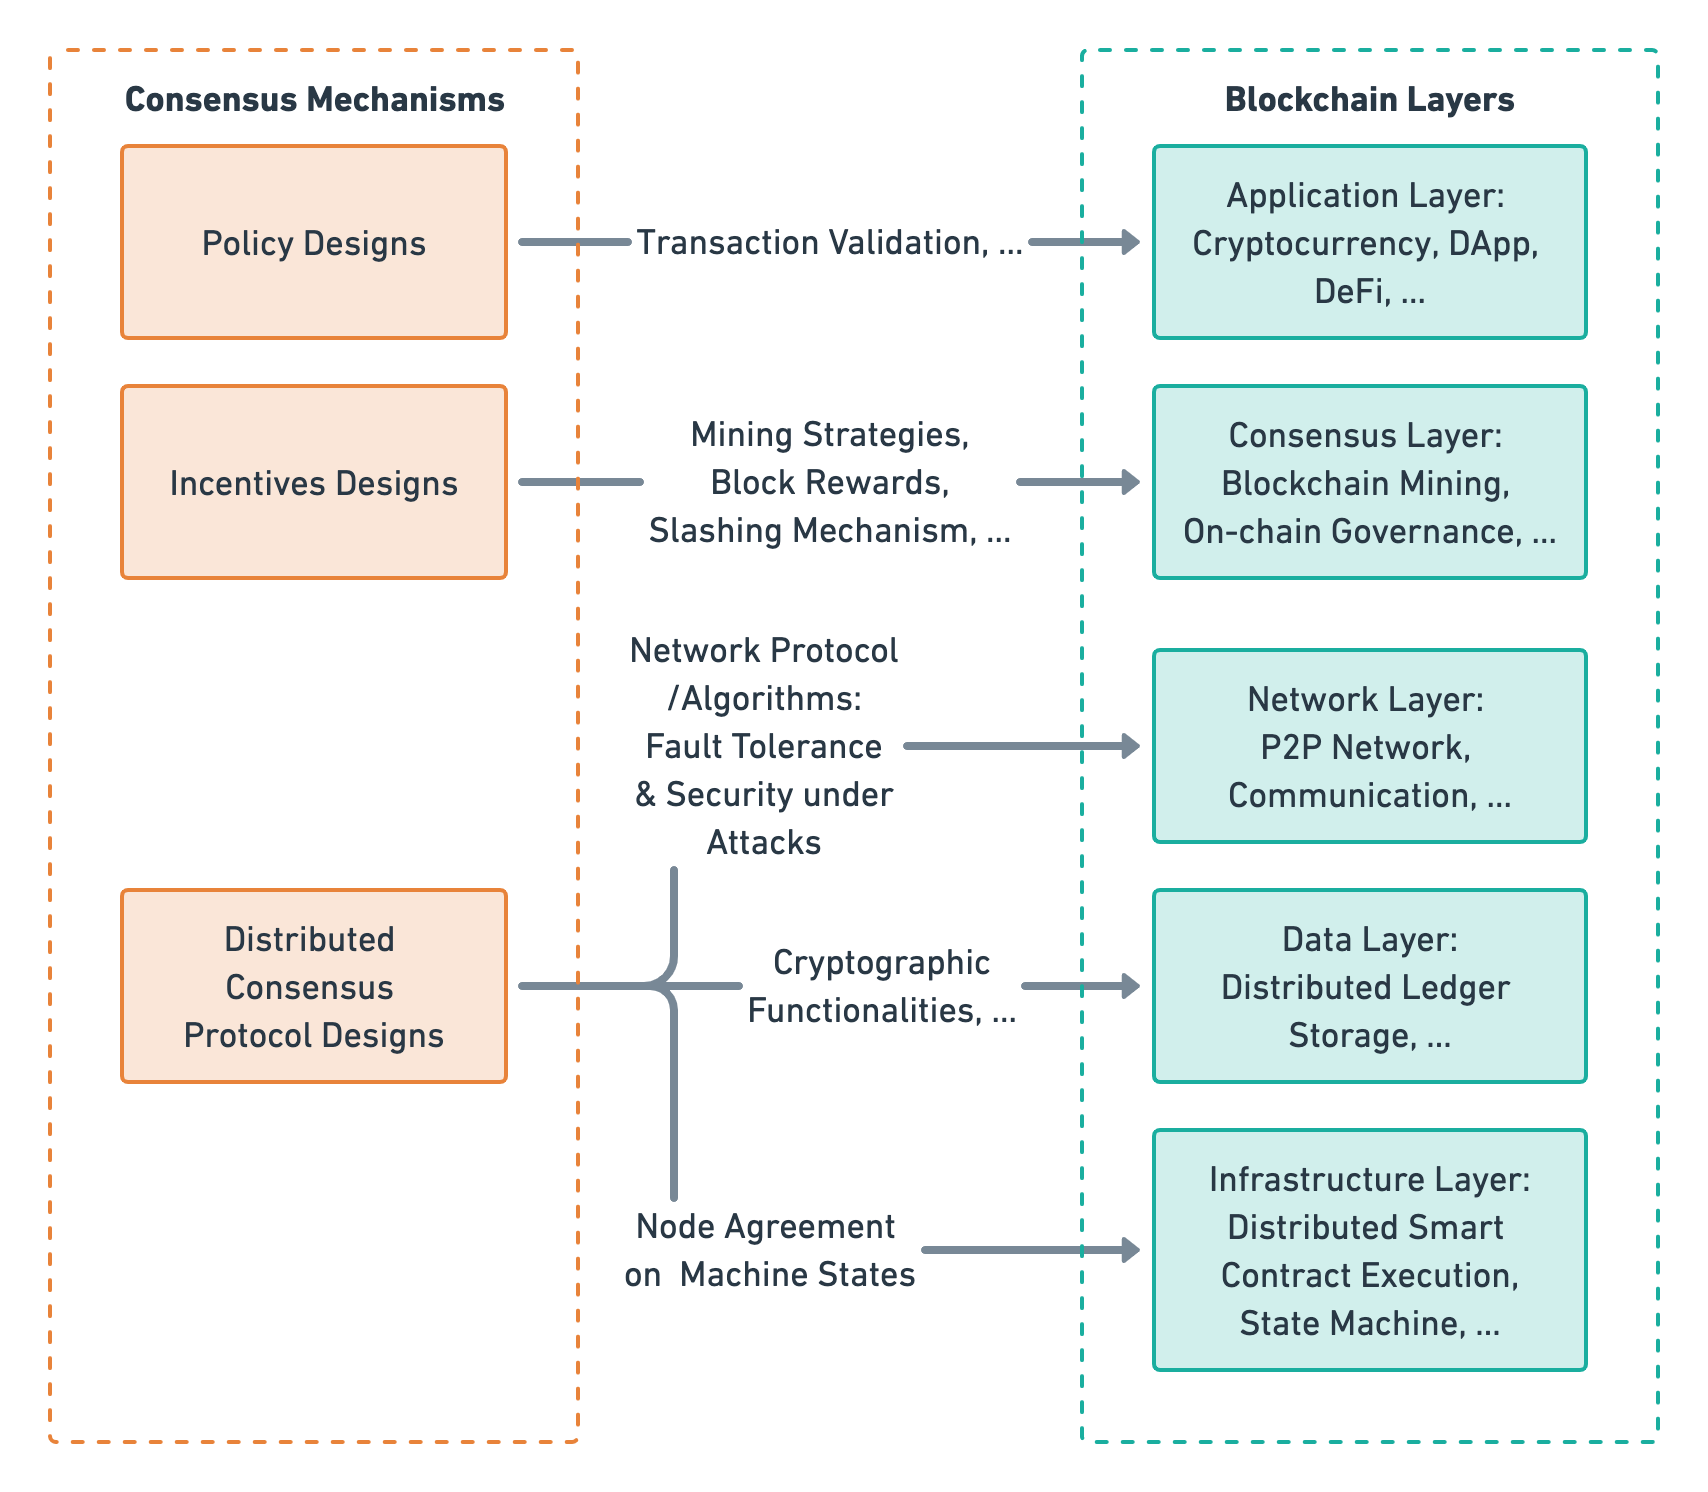 Consensus Mechanisms
Policy Designs
Incentives Designs
Distributed
Consensus
Protocol Designs
Transaction Validation, ...
Mining Strategies,
Block Rewards,
Slashing Mechanism, ...
Network Protocol
/Algorithms:
Fault Tolerance
& Security under
Attacks
Cryptographic
Functionalities, ...
Node Agreement
on  Machine States
Blockchain Layers
Application Layer:
Cryptocurrency, DApp,
DeFi, ...
Consensus Layer:
Blockchain Mining,
On-chain Governance, ...
Network Layer:
P2P Network,
Communication, ...
Data Layer:
Distributed Ledger
Storage, ...
Infrastructure Layer:
Distributed Smart
Contract Execution,
State Machine, ...